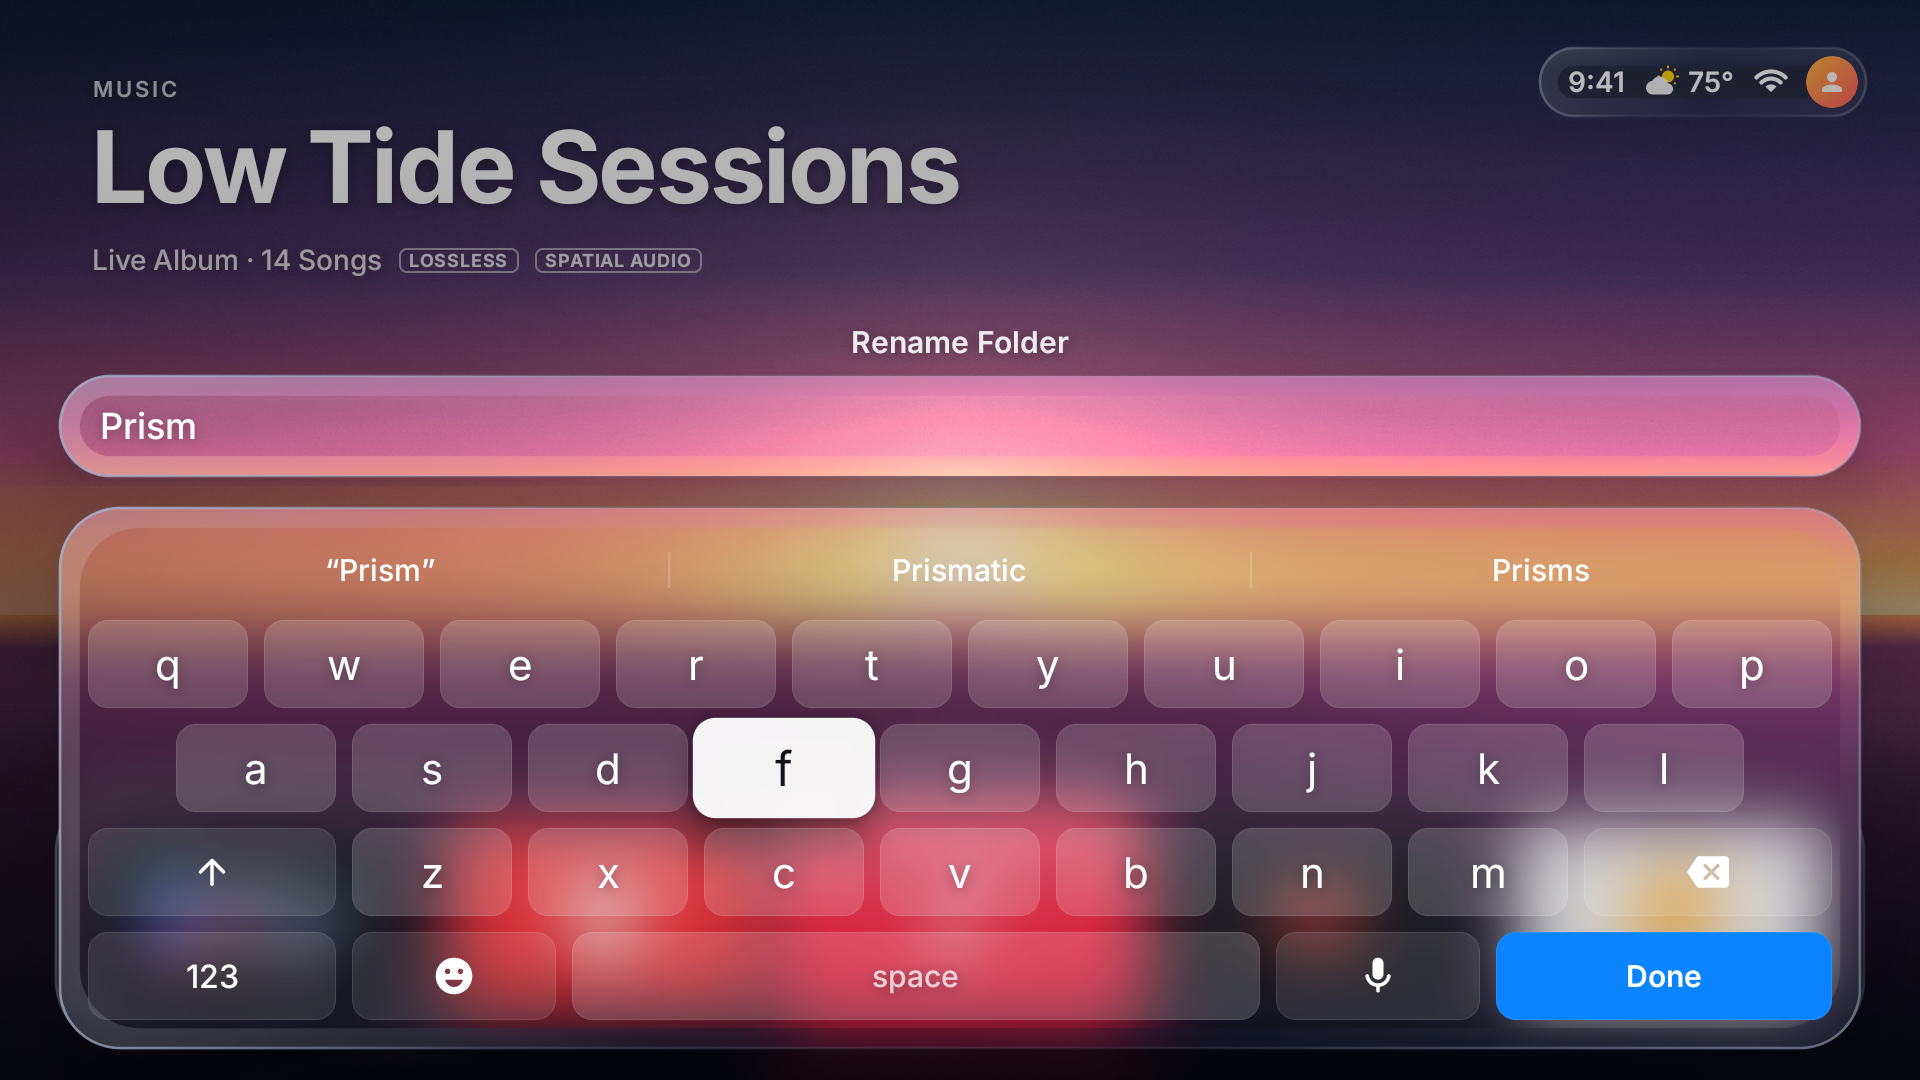 MUSIC
9:41 75°
Low Tide Sessions
Live Album · 14 Songs LOSSLESS SPATIAL AUDIO
Rename Folder
Prism
“Prism” Prismatic Prisms
q w e r t y u i o p
a s d f g h j k l
z x c v b n m
123 space Done